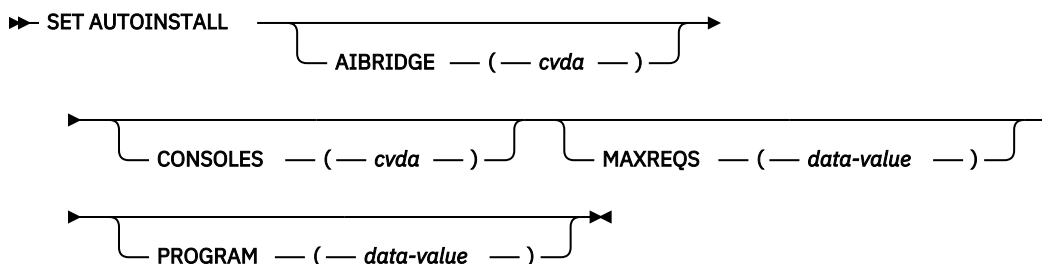 SET AUTOINSTALL
AIBRIDGE ( cvda )
CONSOLES ( cvda ) MAXREQS ( data-value )
PROGRAM ( data-value )